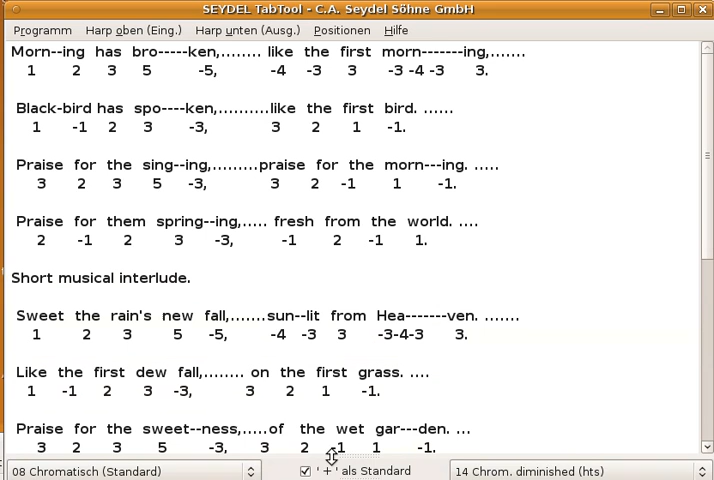 SEYDEL TabTool - C.A. Seydel Söhne GmbH
Programm Harp oben (Eing.) Harp unten (Ausg.) Positionen Hilfe
Morn--ing has bro-----ken,........ like the first morn-------ing,.......
1 2 3 5 -5, -4 -3 3 -3 -4 -3 3.
Black-bird has spo----ken,..........like the first bird. ......
1 -1 2 3 -3, 3 2 1 -1.
Praise for the sing--ing,.........praise for the morn---ing. .....
3 2 3 5 -3, 3 2 -1 1 -1.
Praise for them spring--ing,..... fresh from the world. ....
2 -1 2 3 -3, -1 2 -1 1.
Short musical interlude.
Sweet the rain's new fall,.......sun--lit from Hea-------ven. .......
1 2 3 5 -5, -4 -3 3 -3-4-3 3.
Like the first dew fall,........ on the first grass. ....
1 -1 2 3 -3, 3 2 1 -1.
Praise for the sweet--ness,.....of the wet gar---den. ...
3 2 3 5 -3, 3 2 -1 1 -1.
08 Chromatisch (Standard) ' + ' als Standard 14 Chrom. diminished (hts)